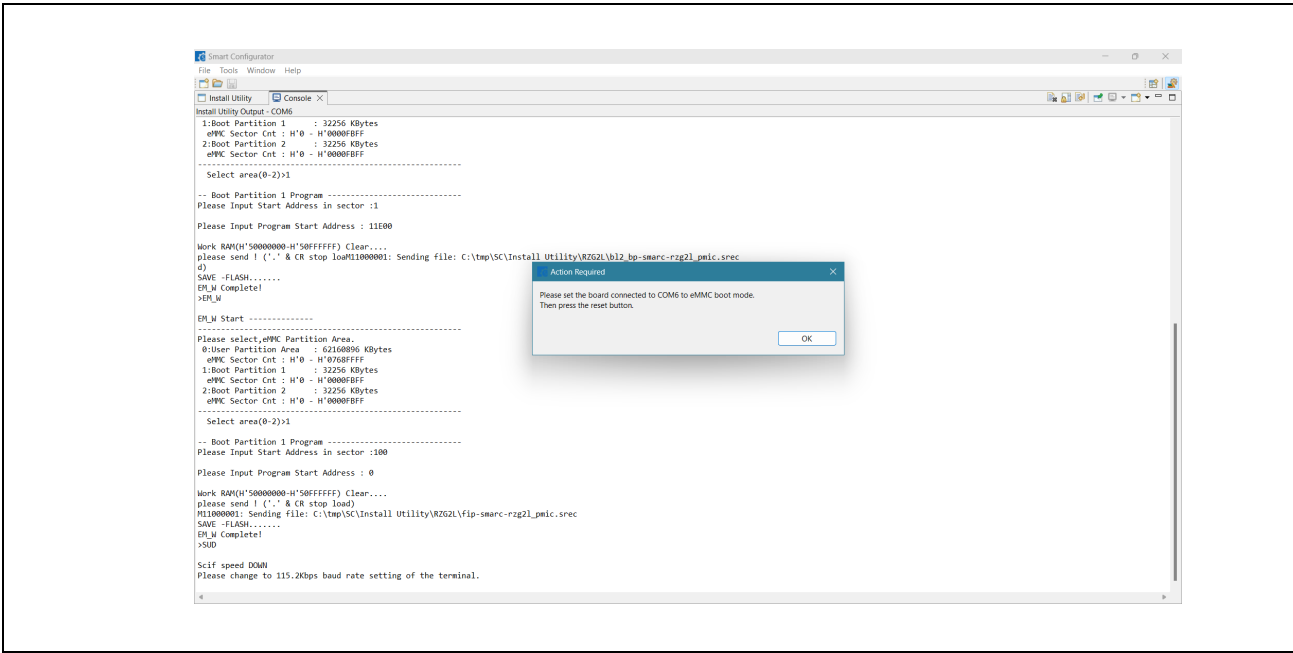 Smart Configurator
File Tools Window Help
Install Utility Console
Install Utility Output - COM6
1:Boot Partition 1 : 32256 KBytes
eMMC Sector Cnt : H'0 - H'0000FBFF
2:Boot Partition 2 : 32256 KBytes
eMMC Sector Cnt : H'0 - H'0000FBFF
---------------------------------------------------------
Select area(0-2)>1
-- Boot Partition 1 Program -----------------------------
Please Input Start Address in sector :1
Please Input Program Start Address : 11E00
Work RAM(H'50000000-H'50FFFFFF) Clear....
please send ! ('.' & CR stop loaM11000001: Sending file: C:\tmp\SC\Install Utility\RZG2L\bl2_bp-smarc-rzg2l_pmic.srec
d)
SAVE -FLASH.......
EM_W Complete!
>EM_W
EM_W Start --------------
---------------------------------------------------------
Please select,eMMC Partition Area.
0:User Partition Area : 62160896 KBytes
eMMC Sector Cnt : H'0 - H'0768FFFF
1:Boot Partition 1 : 32256 KBytes
eMMC Sector Cnt : H'0 - H'0000FBFF
2:Boot Partition 2 : 32256 KBytes
eMMC Sector Cnt : H'0 - H'0000FBFF
---------------------------------------------------------
Select area(0-2)>1
-- Boot Partition 1 Program -----------------------------
Please Input Start Address in sector :100
Please Input Program Start Address : 0
Work RAM(H'50000000-H'50FFFFFF) Clear....
please send ! ('.' & CR stop load)
M11000001: Sending file: C:\tmp\SC\Install Utility\RZG2L\fip-smarc-rzg2l_pmic.srec
SAVE -FLASH.......
EM_W Complete!
>SUD
Scif speed DOWN
Please change to 115.2Kbps baud rate setting of the terminal.
Action Required
Please set the board connected to COM6 to eMMC boot mode.
Then press the reset button.
OK